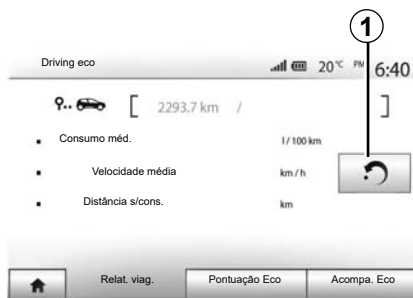 1
Driving eco 20°C PM 6:40
[ 2293.7 km / ]
▪ Consumo méd. l/100 km
▪ Velocidade média km/h
▪ Distância s/cons. km
Relat. viag. Pontuação Eco Acompa. Eco